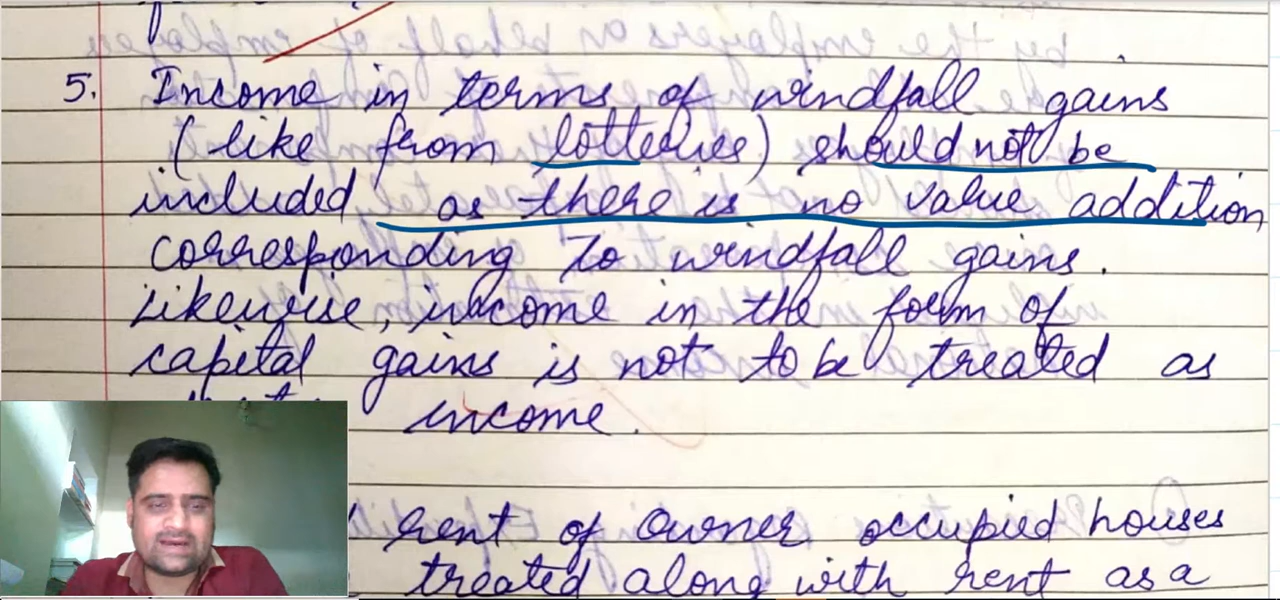 5. Income in terms of windfall gains
(like from lotteries) should not be
included as there is no value addition
corresponding to windfall gains.
Likewise, income in the form of
capital gains is not to be treated as
income.
rent of owner occupied houses
treated along with rent as a